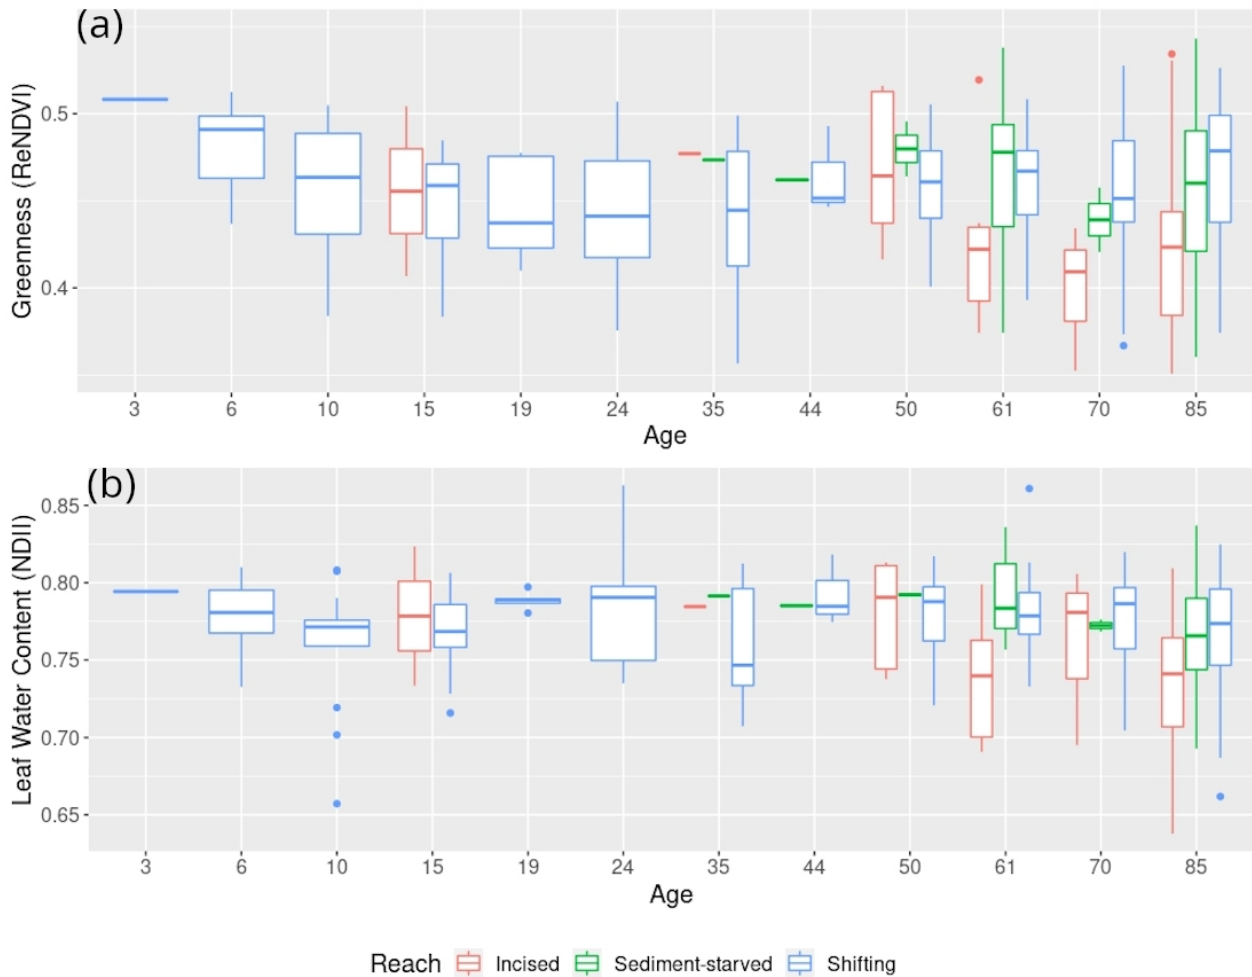 (a)
Greenness (ReNDVI)
0.5
0.4
3 6 10 15 19 24 35 44 50 61 70 85
Age
(b)
Leaf Water Content (NDII)
0.85
0.80
0.75
0.70
0.65
3 6 10 15 19 24 35 44 50 61 70 85
Age
Reach Incised Sediment-starved Shifting